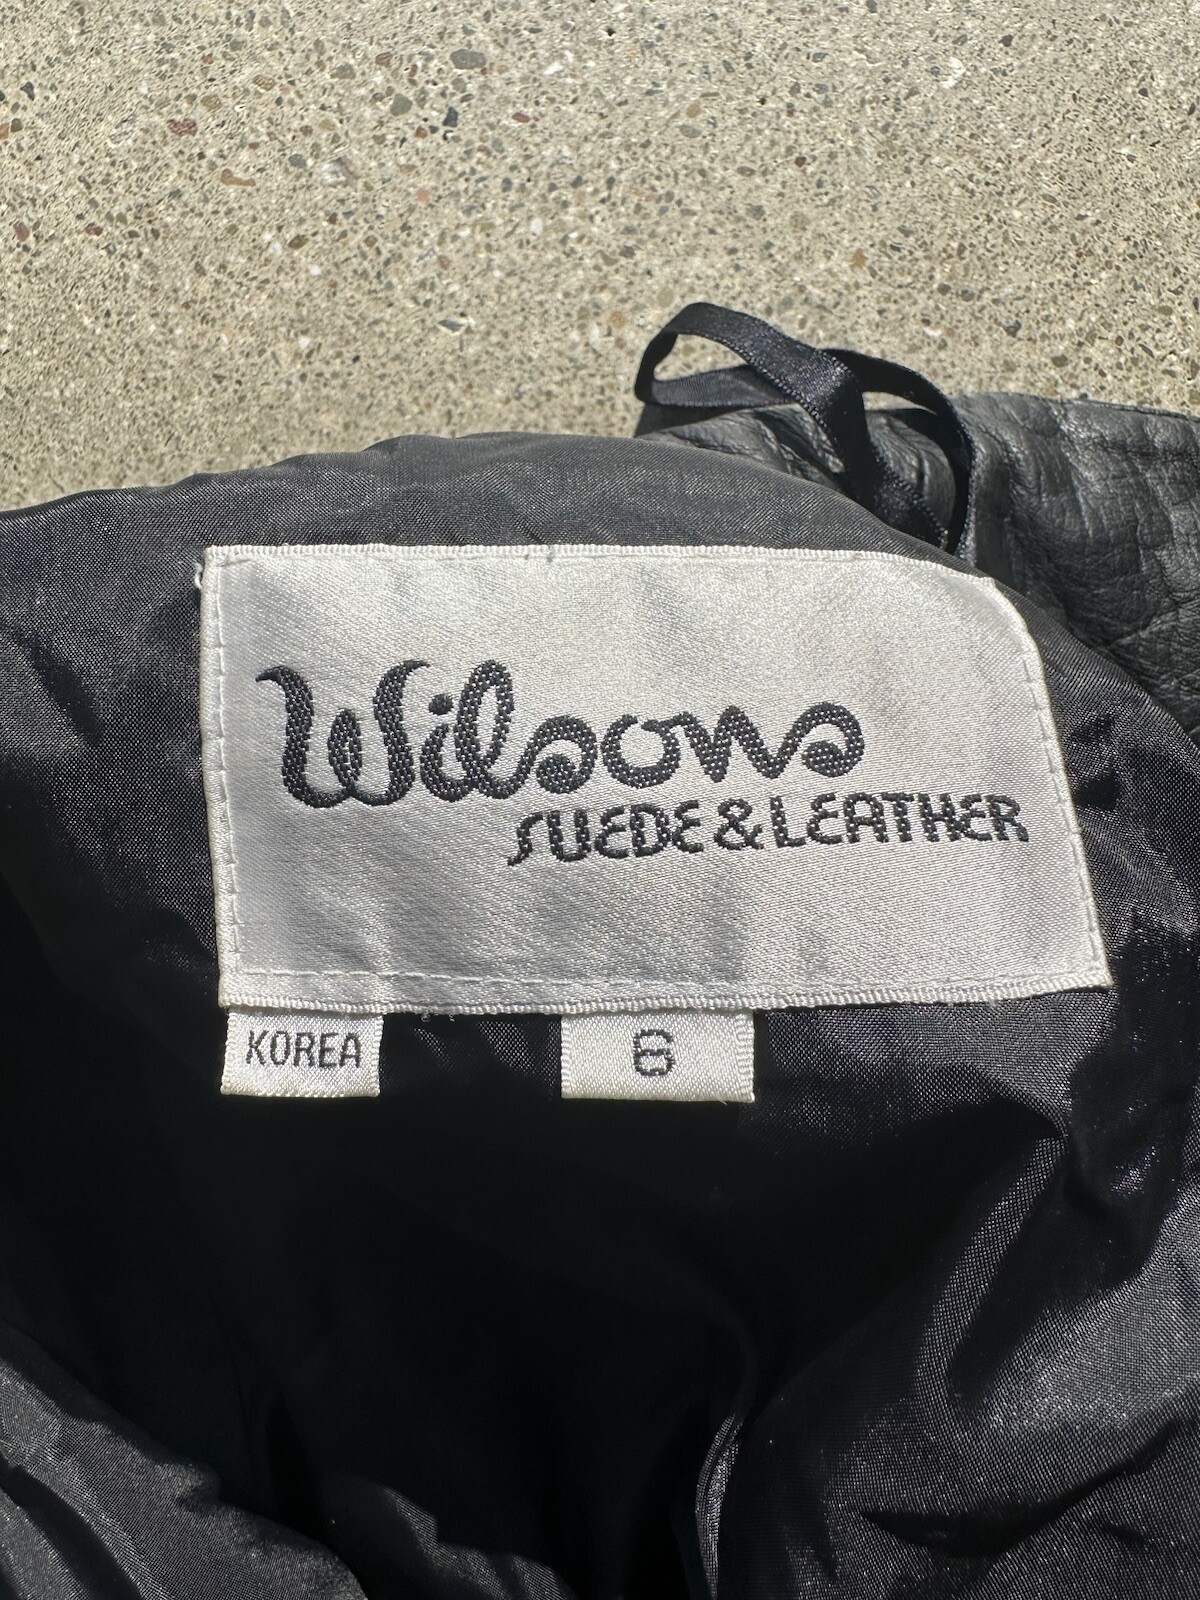 Wilsons
SUEDE & LEATHER
KOREA
6